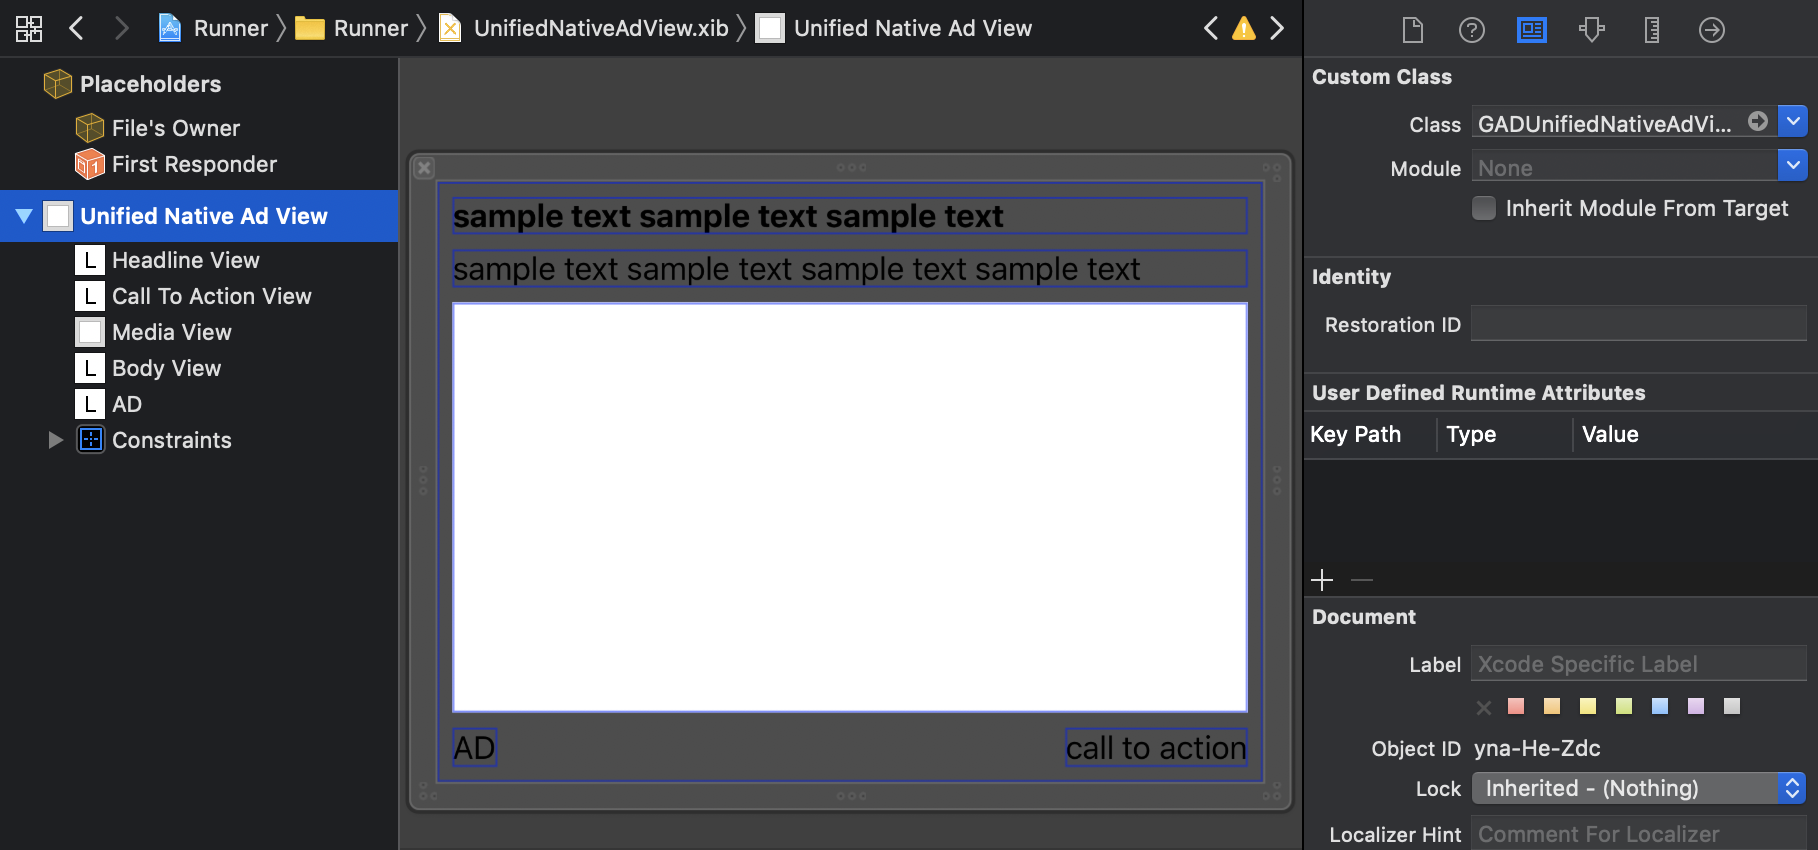 Runner
Runner
UnifiedNativeAdView.xib
Unified Native Ad View
Placeholders
File's Owner
First Responder
Unified Native Ad View
L Headline View
L Call To Action View
Media View
L Body View
L AD
Constraints
sample text sample text sample text
sample text sample text sample text sample text
AD
call to action
Custom Class
Class GADUnifiedNativeAdVi...
Module None
Inherit Module From Target
Identity
Restoration ID
User Defined Runtime Attributes
Key Path Type Value
Document
Label Xcode Specific Label
Object ID yna-He-Zdc
Lock Inherited - (Nothing)
Localizer Hint Comment For Localizer